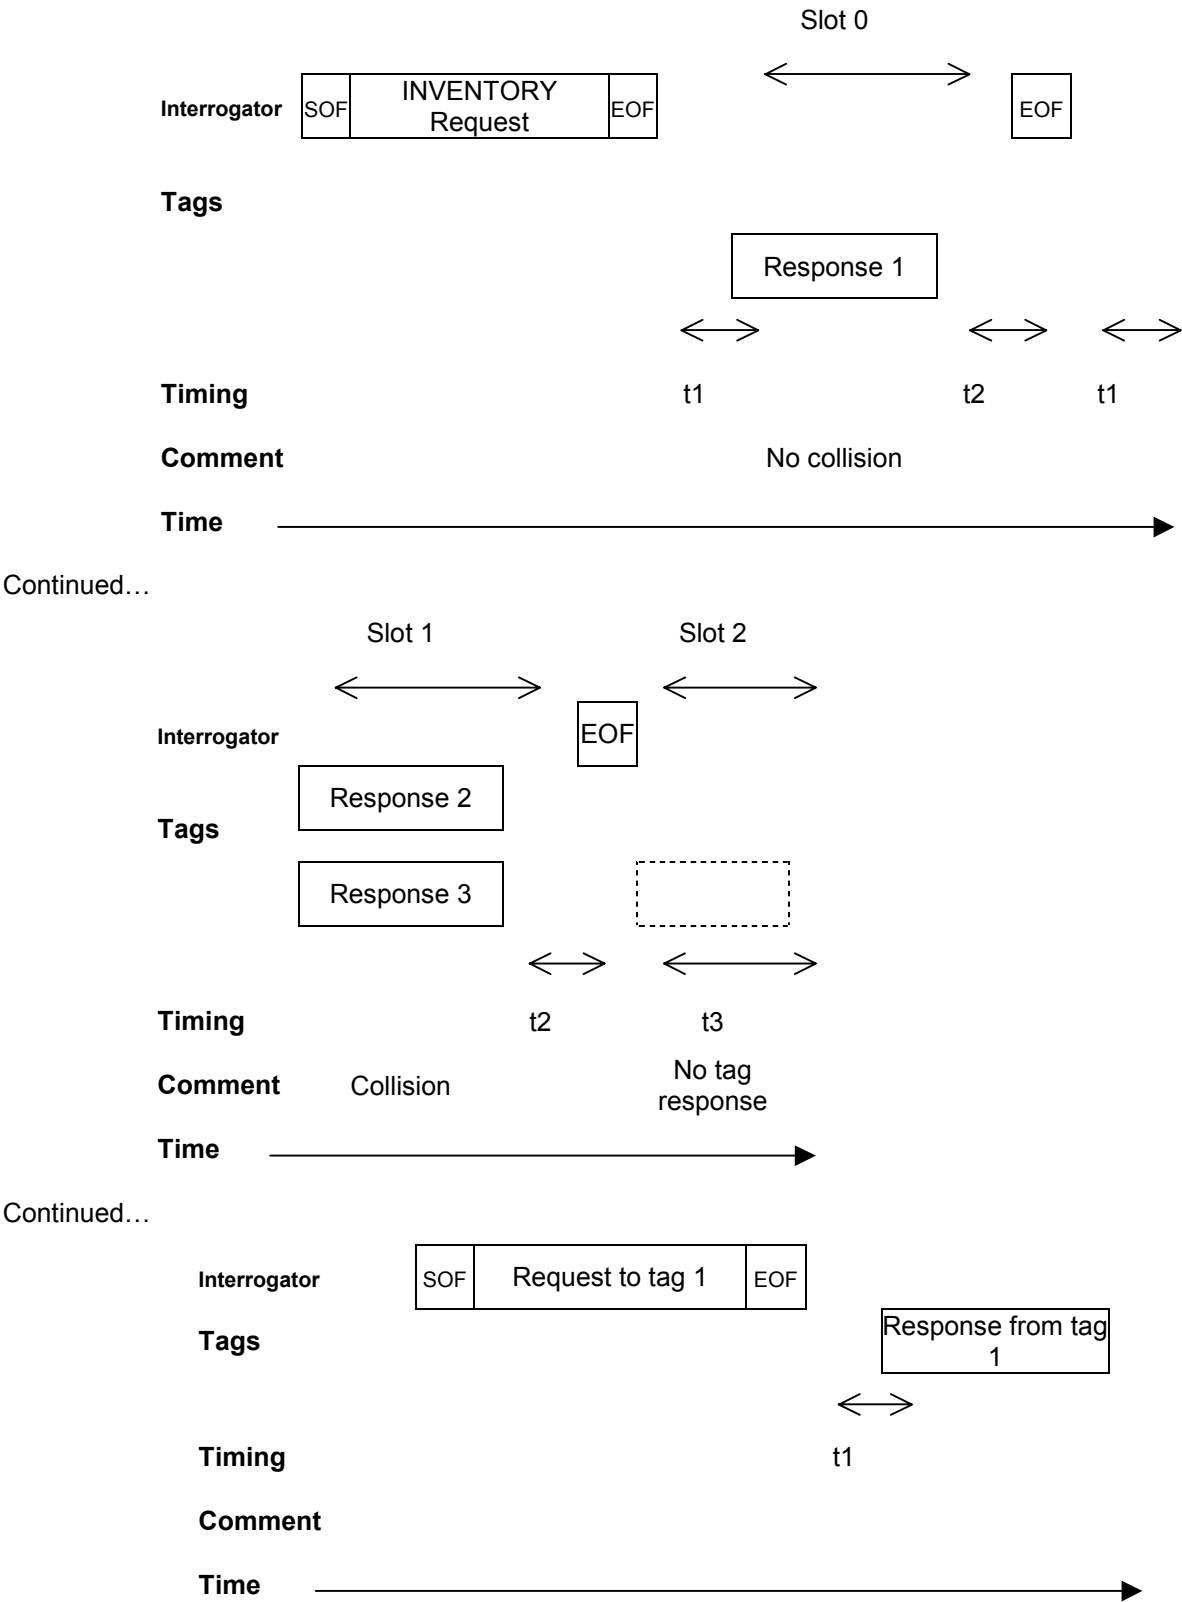 Slot 0
Interrogator SOF INVENTORY Request EOF EOF
Tags
Response 1
Timing t1 t2 t1
Comment No collision
Time
Continued…
Slot 1 Slot 2
Interrogator EOF
Response 2
Tags
Response 3
Timing t2 t3
Comment Collision No tag response
Time
Continued…
Interrogator SOF Request to tag 1 EOF
Tags Response from tag 1
Timing t1
Comment
Time